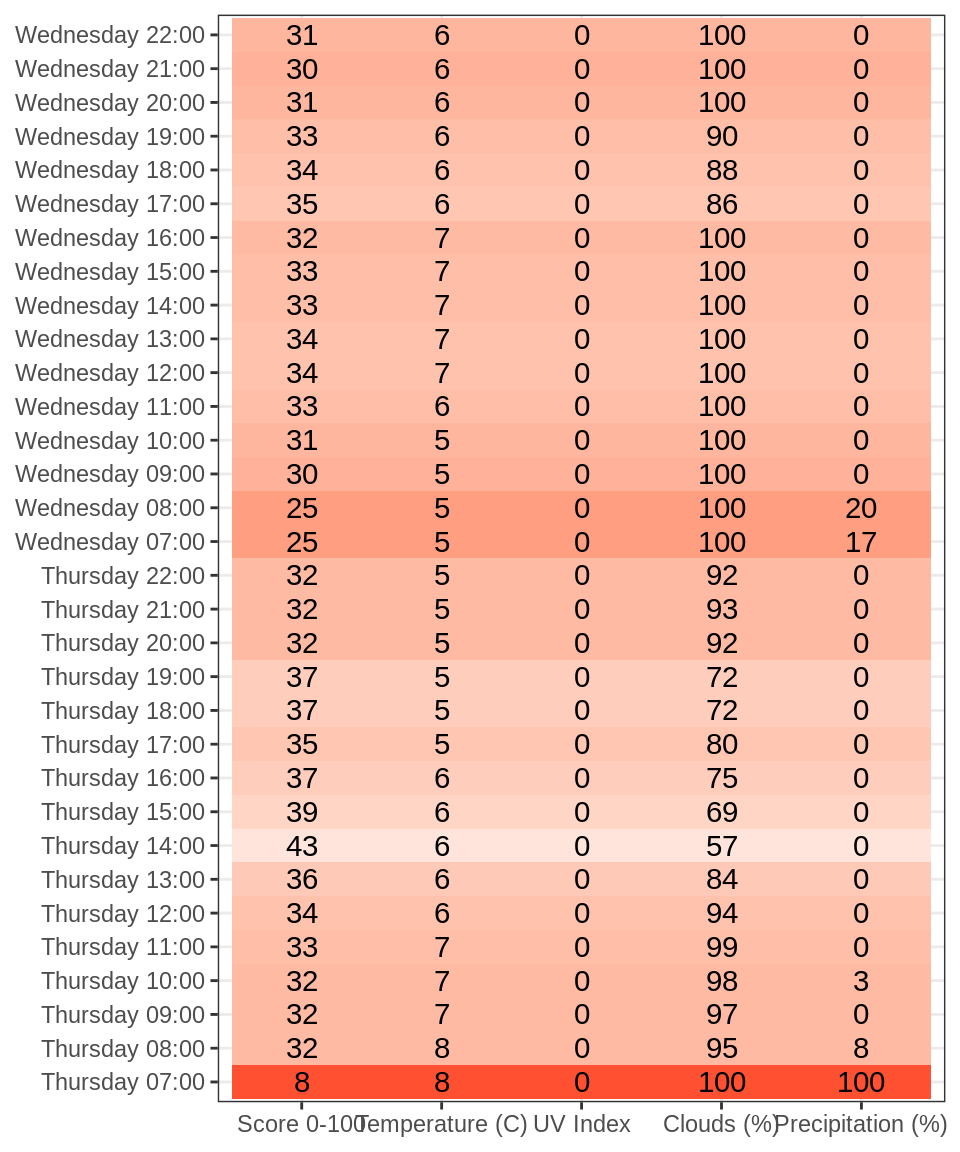 Wednesday 22:00 31 6 0 100 0
Wednesday 21:00 30 6 0 100 0
Wednesday 20:00 31 6 0 100 0
Wednesday 19:00 33 6 0 90 0
Wednesday 18:00 34 6 0 88 0
Wednesday 17:00 35 6 0 86 0
Wednesday 16:00 32 7 0 100 0
Wednesday 15:00 33 7 0 100 0
Wednesday 14:00 33 7 0 100 0
Wednesday 13:00 34 7 0 100 0
Wednesday 12:00 34 7 0 100 0
Wednesday 11:00 33 6 0 100 0
Wednesday 10:00 31 5 0 100 0
Wednesday 09:00 30 5 0 100 0
Wednesday 08:00 25 5 0 100 20
Wednesday 07:00 25 5 0 100 17
Thursday 22:00 32 5 0 92 0
Thursday 21:00 32 5 0 93 0
Thursday 20:00 32 5 0 92 0
Thursday 19:00 37 5 0 72 0
Thursday 18:00 37 5 0 72 0
Thursday 17:00 35 5 0 80 0
Thursday 16:00 37 6 0 75 0
Thursday 15:00 39 6 0 69 0
Thursday 14:00 43 6 0 57 0
Thursday 13:00 36 6 0 84 0
Thursday 12:00 34 6 0 94 0
Thursday 11:00 33 7 0 99 0
Thursday 10:00 32 7 0 98 3
Thursday 09:00 32 7 0 97 0
Thursday 08:00 32 8 0 95 8
Thursday 07:00 8 8 0 100 100
Score 0-100 Temperature (C) UV Index Clouds (%) Precipitation (%)